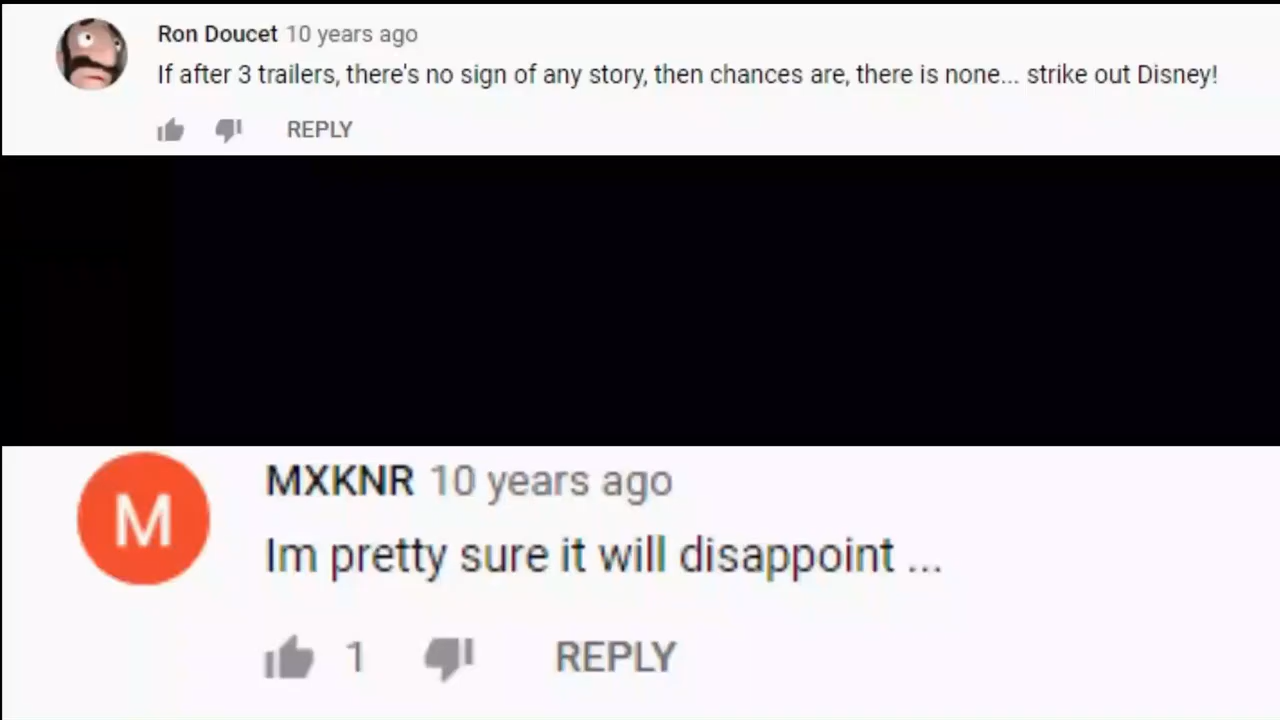 Ron Doucet 10 years ago
If after 3 trailers, there's no sign of any story, then chances are, there is none... strike out Disney!
REPLY
M
MXKNR 10 years ago
Im pretty sure it will disappoint ...
1 REPLY